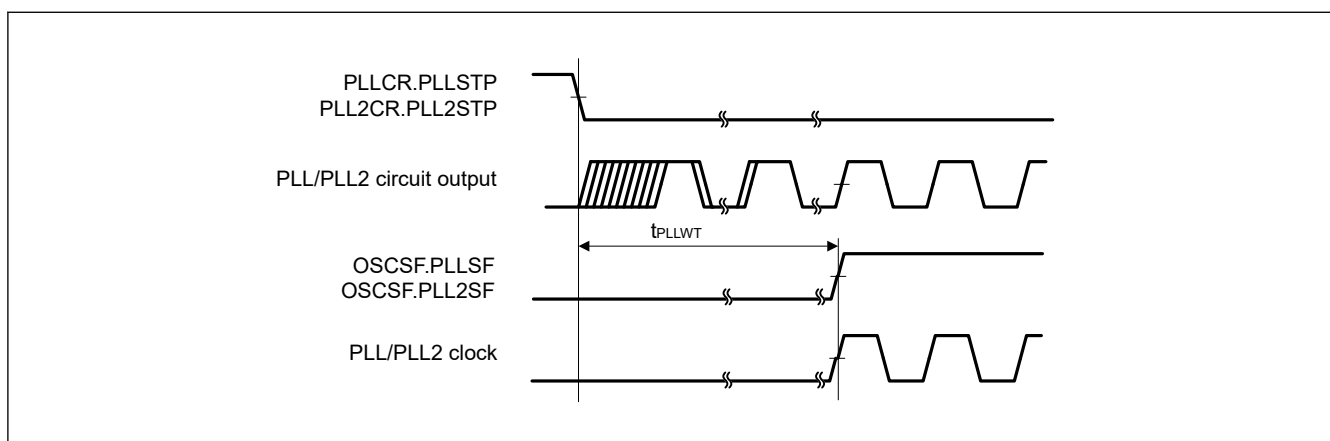 PLLCR.PLLSTP
PLL2CR.PLL2STP
PLL/PLL2 circuit output
tPLLWT
OSCSF.PLLSF
OSCSF.PLL2SF
PLL/PLL2 clock